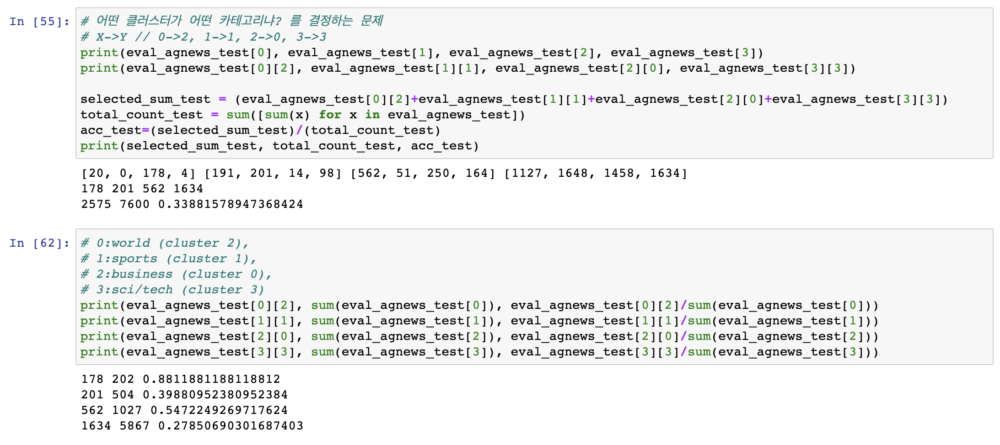 In [55]:
# 어떤 클러스터가 어떤 카테고리냐? 를 결정하는 문제
# X->Y // 0->2, 1->1, 2->0, 3->3
print(eval_agnews_test[0], eval_agnews_test[1], eval_agnews_test[2], eval_agnews_test[3])
print(eval_agnews_test[0][2], eval_agnews_test[1][1], eval_agnews_test[2][0], eval_agnews_test[3][3])
selected_sum_test = (eval_agnews_test[0][2]+eval_agnews_test[1][1]+eval_agnews_test[2][0]+eval_agnews_test[3][3])
total_count_test = sum([sum(x) for x in eval_agnews_test])
acc_test=(selected_sum_test)/(total_count_test)
print(selected_sum_test, total_count_test, acc_test)
[20, 0, 178, 4] [191, 201, 14, 98] [562, 51, 250, 164] [1127, 1648, 1458, 1634]
178 201 562 1634
2575 7600 0.33881578947368424
In [62]:
# 0:world (cluster 2),
# 1:sports (cluster 1),
# 2:business (cluster 0),
# 3:sci/tech (cluster 3)
print(eval_agnews_test[0][2], sum(eval_agnews_test[0]), eval_agnews_test[0][2]/sum(eval_agnews_test[0]))
print(eval_agnews_test[1][1], sum(eval_agnews_test[1]), eval_agnews_test[1][1]/sum(eval_agnews_test[1]))
print(eval_agnews_test[2][0], sum(eval_agnews_test[2]), eval_agnews_test[2][0]/sum(eval_agnews_test[2]))
print(eval_agnews_test[3][3], sum(eval_agnews_test[3]), eval_agnews_test[3][3]/sum(eval_agnews_test[3]))
178 202 0.8811881188118812
201 504 0.39880952380952384
562 1027 0.5472249269717624
1634 5867 0.27850690301687403